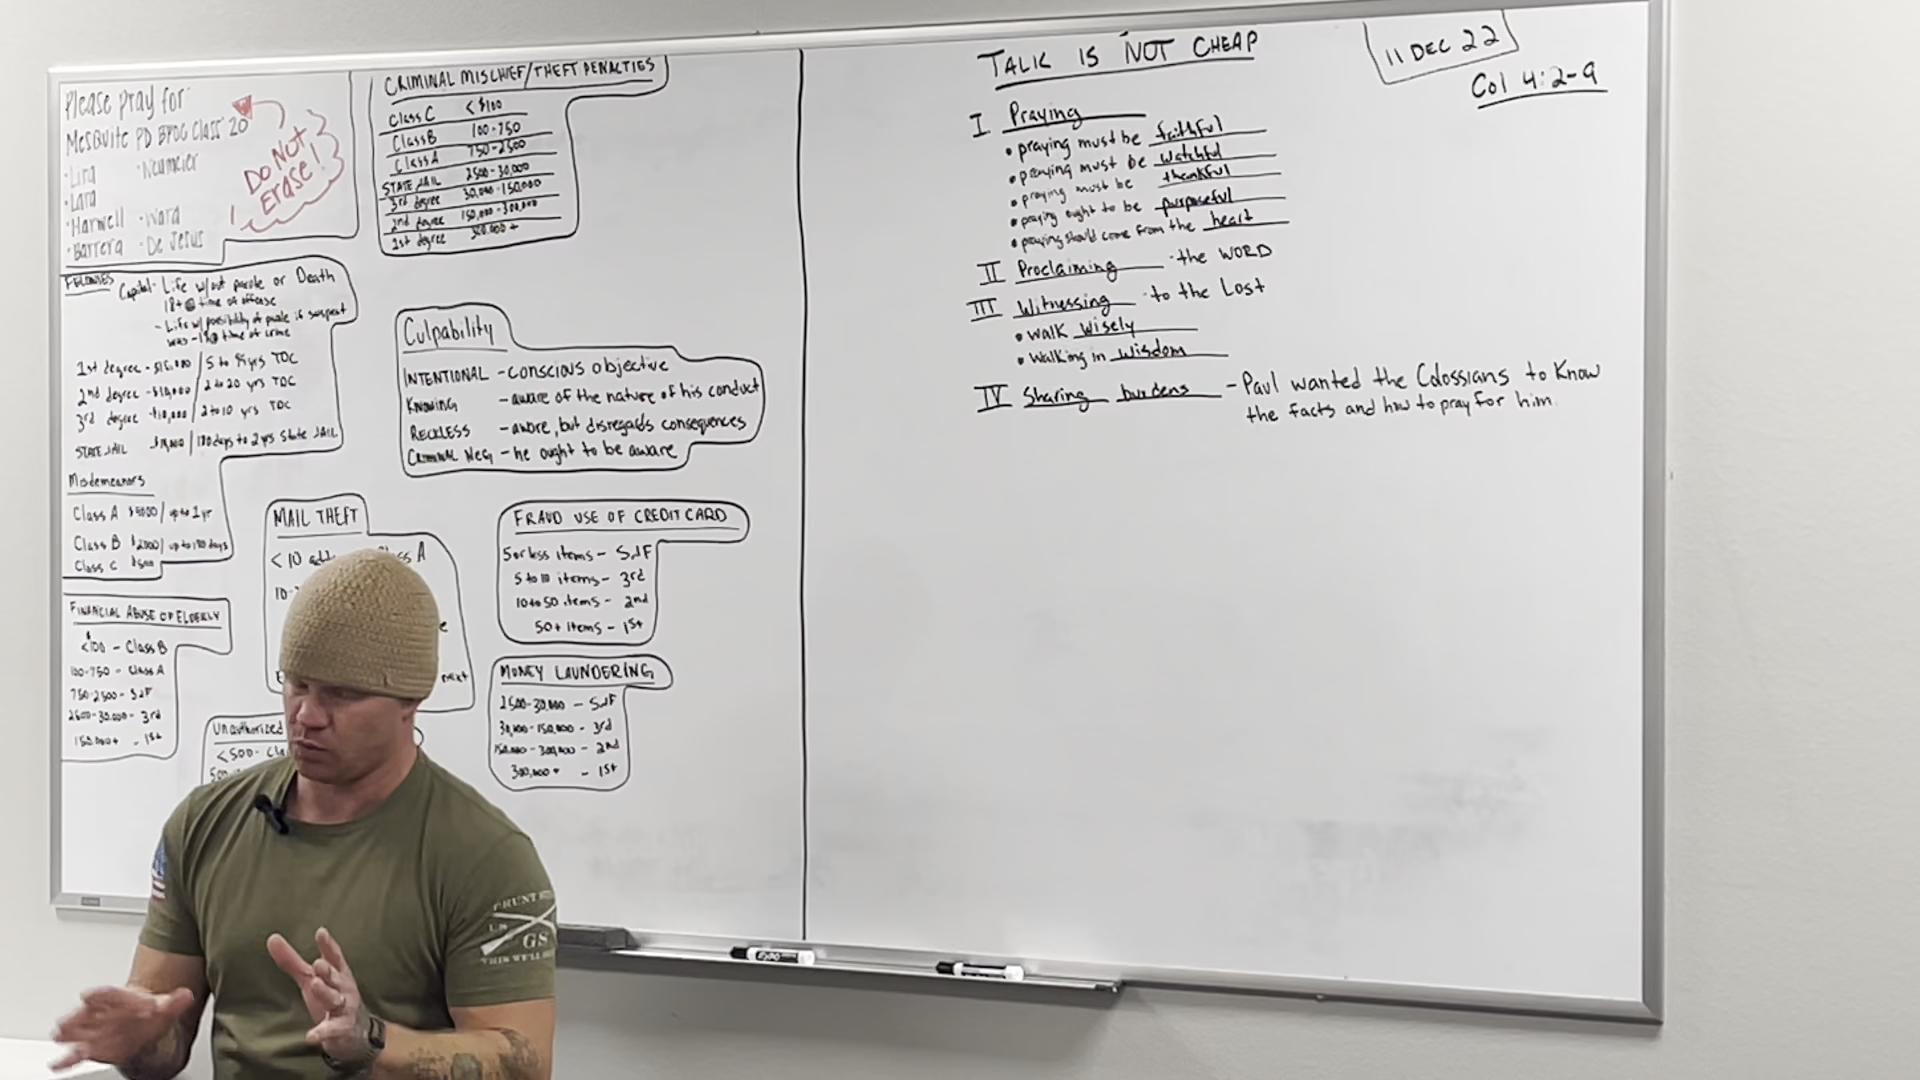 Please pray for
Mesquite PD BPOC Class 20
DO NOT
ERASE!
• Lira • Neumeier
• Lara
• Harwell • Ward
• Barrera • De Jesus
CRIMINAL MISCHIEF/THEFT PENALTIES
Class C < $100
Class B 100-750
Class A 750-2500
STATE JAIL 2500-30,000
3rd degree 30,000-150,000
2nd degree 150,000-300,000
1st degree 300,000+
FELONIES
Capital- Life w/out parole or Death
18+@ time of offense
- Life w/ possibility of parole if suspect
was time of crime
1st degree - / 5 to 99yrs TDC
2nd degree - $10,000 / 2 to 20 yrs TDC
3rd degree - $10,000 / 2 to 10 yrs TDC
STATE JAIL / 180 days to 2 yrs State JAIL
Misdemeanors
Class A $4000 / up to 1 yr
Class B $2000 / up to 180 days
Class C $500
Culpability
INTENTIONAL - conscious objective
KNOWING - aware of the nature of his conduct
RECKLESS - aware, but disregards consequences
CRIMINAL NEG - he ought to be aware
MAIL THEFT
< 10 A
10-
next
FRAUD USE OF CREDIT CARD
5 or less items - SJF
5 to 10 items - 3rd
10 to 50 items - 2nd
50+ items - 1st
FINANCIAL ABUSE OF ELDERLY
<$100 - Class B
100-750 - Class A
750-2500 - SJF
2500-30,000 - 3rd
150,000+ - 1st
Unauthorized
<500- Cla
MONEY LAUNDERING
2500-30,000 - SJF
30,000-150,000 - 3rd
150,000-300,000 - 2nd
300,000+ - 1st
TALK IS NOT CHEAP
11 DEC 22
Col 4:2-9
I Praying
• praying must be faithful
• praying must be watchful
• praying must be thankful
• praying ought to be purposeful
• praying should come from the heart
II Proclaiming the WORD
III Witnessing to the Lost
• walk wisely
• walking in wisdom
IV Sharing burdens - Paul wanted the Colossians to Know
the facts and how to pray for him.
GRUNT
US
GS
THIS WE'LL
EXPO